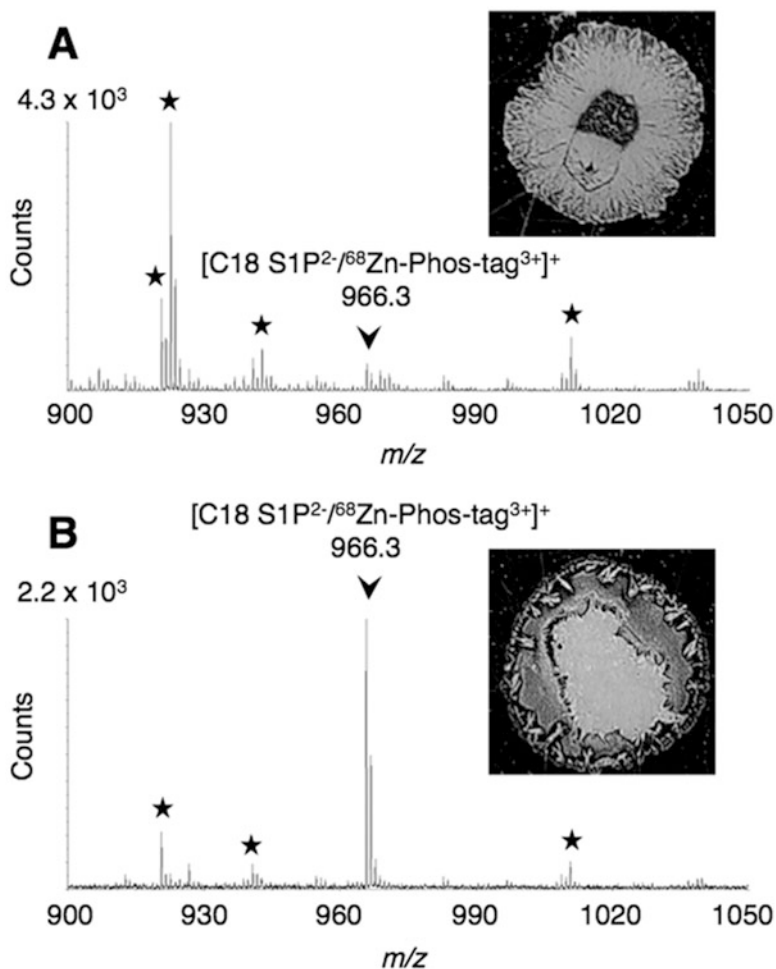 A
4.3 x 10³
Counts
[C18 S1P²⁻/⁶⁸Zn-Phos-tag³⁺]⁺
966.3
900 930 960 990 1020 1050
m/z
[C18 S1P²⁻/⁶⁸Zn-Phos-tag³⁺]⁺
B
966.3
2.2 x 10³
Counts
900 930 960 990 1020 1050
m/z